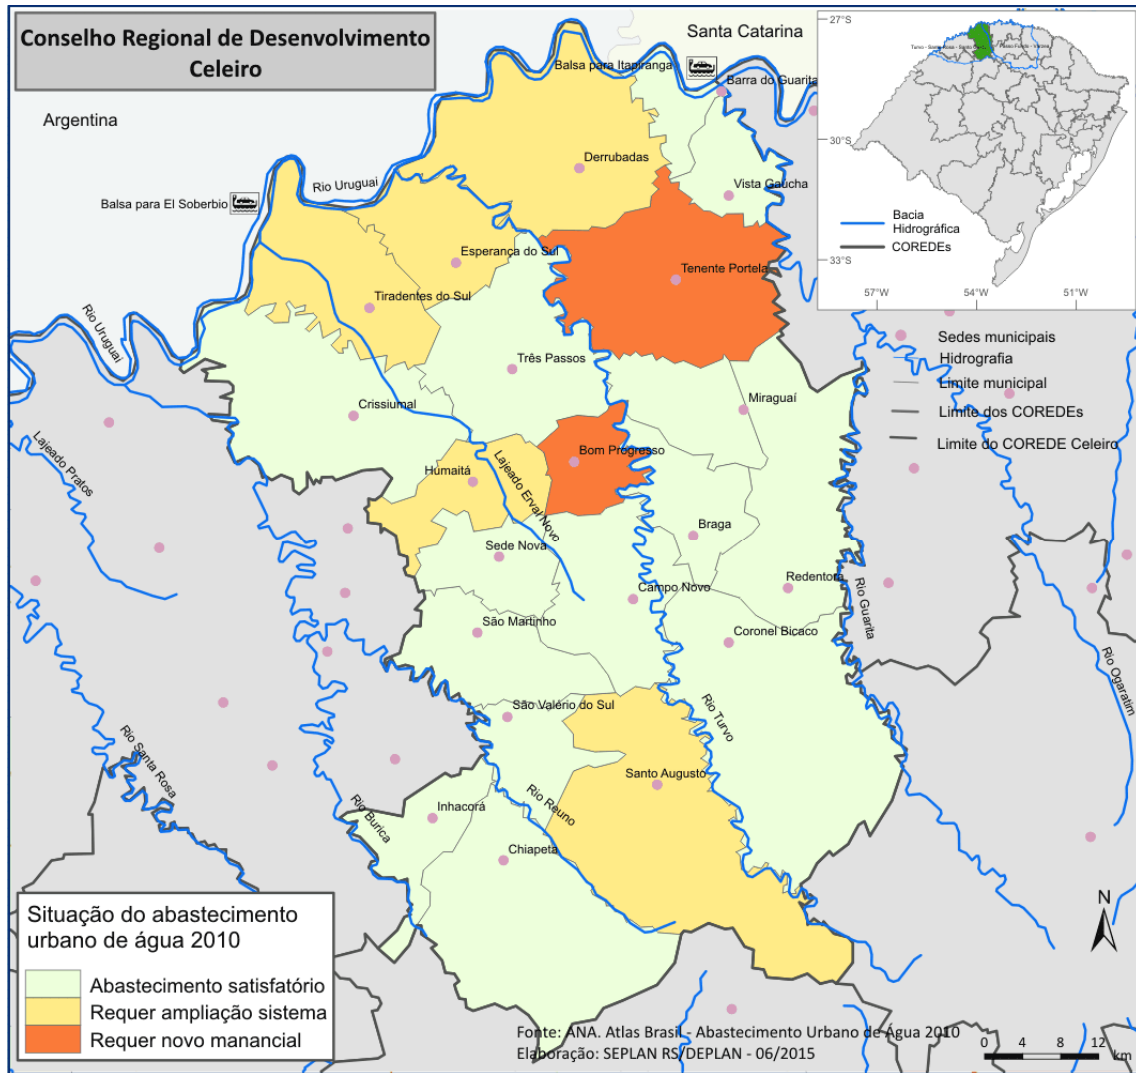 Conselho Regional de Desenvolvimento
Celeiro
Santa Catarina
Balsa para Itapiranga
Barra do Guarita
Argentina
Derrubadas
Rio Uruguai
Vista Gaucha
Balsa para El Soberbio
Esperança do Sul
Tenente Portela
Tiradentes do Sul
Rio Uruguai
Três Passos
Crissiumal
Miraguaí
Lajeado Pratos
Humaitá
Lajeado Erval Novo
Bom Progresso
Braga
Sede Nova
Redentora
Campo Novo
Rio Guarita
São Martinho
Coronel Bicaco
Rio Ogaratim
São Valério do Sul
Rio Turvo
Rio Santa Rosa
Santo Augusto
Rio Reuno
Inhacorá
Rio Burica
Chiapeta
27°S
30°S
33°S
57°W
54°W
51°W
Bacia
Hidrográfica
COREDEs
Sedes municipais
Hidrografia
Limite municipal
Limite dos COREDEs
Limite do COREDE Celeiro
Situação do abastecimento
urbano de água 2010
Abastecimento satisfatório
Requer ampliação sistema
Requer novo manancial
N
Fonte: ANA. Atlas Brasil - Abastecimento Urbano de Água 2010
Elaboração: SEPLAN RS/DEPLAN - 06/2015
0 4 8 12
km